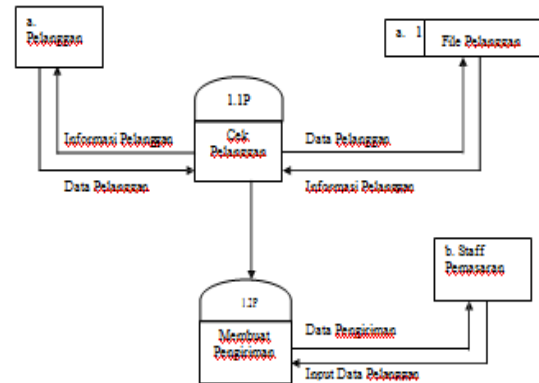 a.
Pelanggan
a. 1 File Pelanggan
1.1P
Cek
Pelanggan
Informasi Pelanggan
Data Pelanggan
Data Pelanggan
Informasi Pelanggan
b. Staff
Pemasaran
1.2P
Membuat
Pengiriman
Data Pengiriman
Input Data Pelanggan